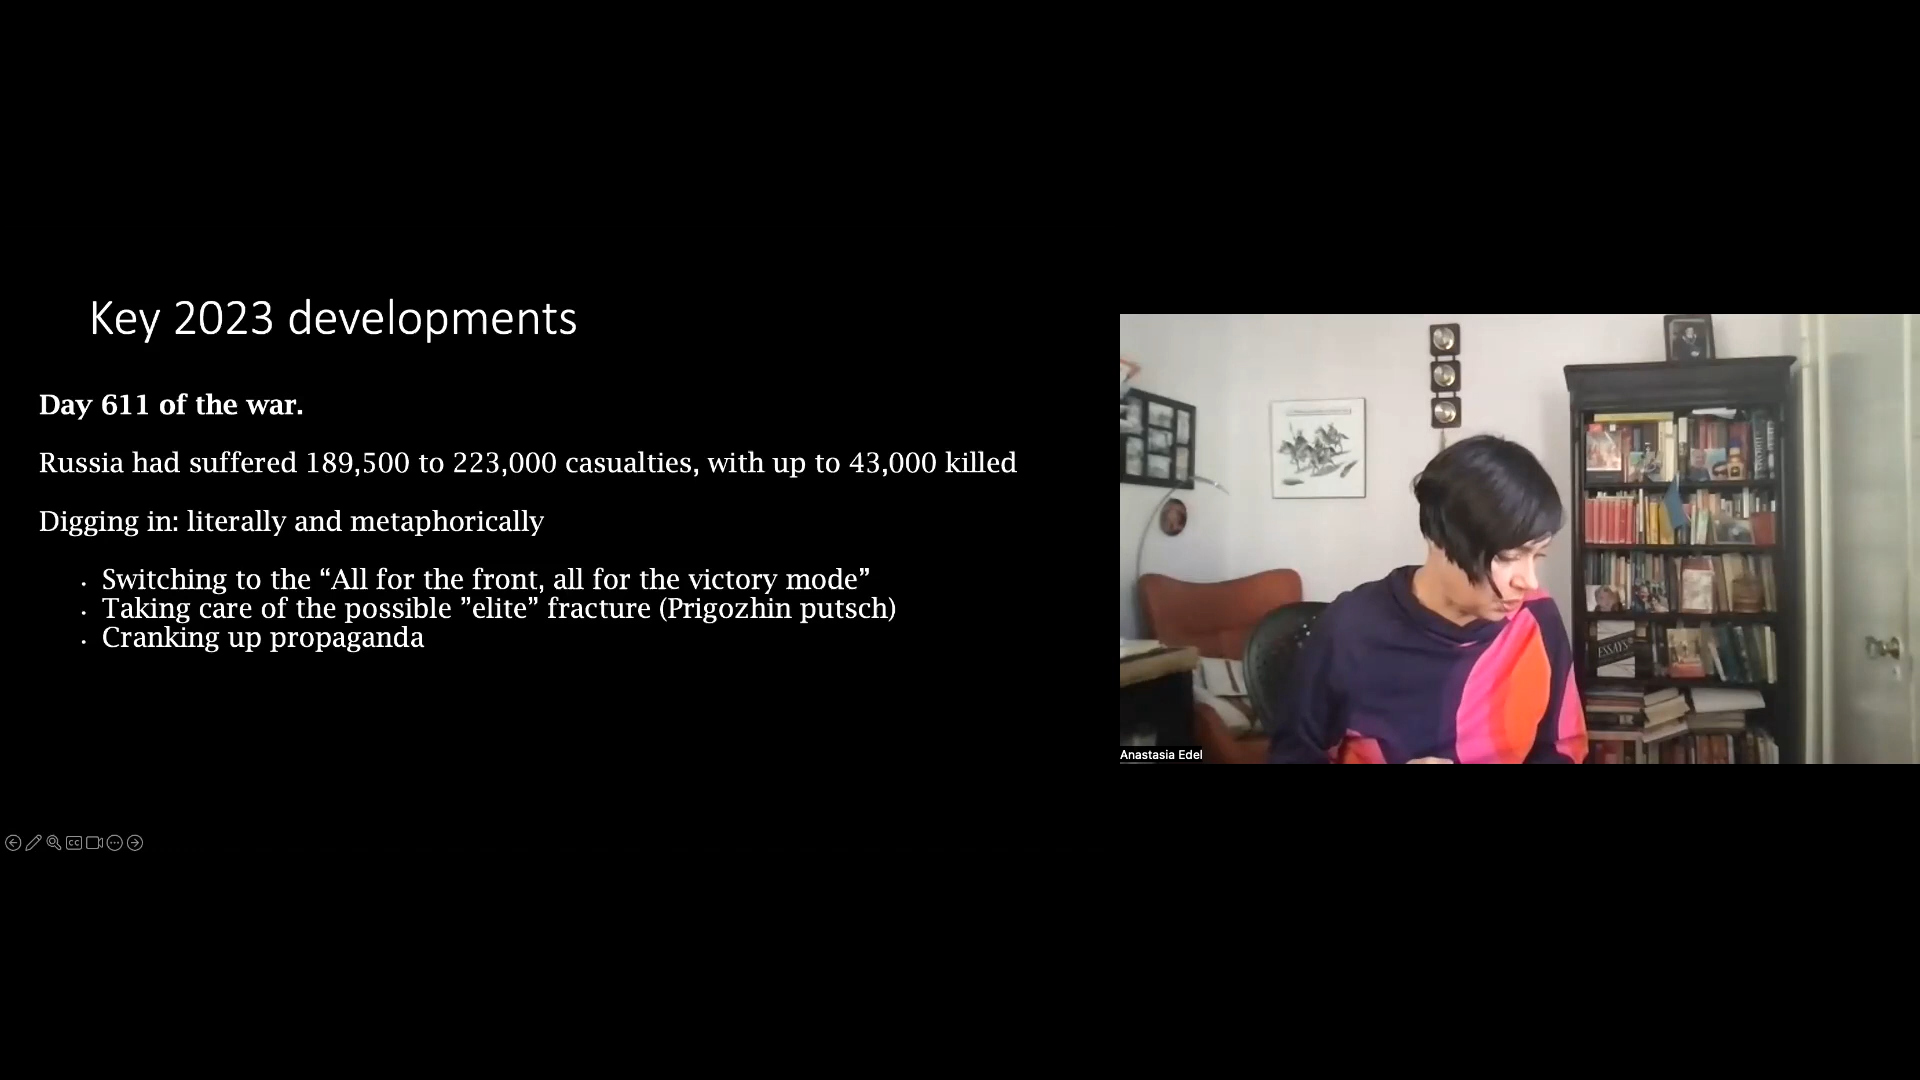 Key 2023 developments
Day 611 of the war.
Russia had suffered 189,500 to 223,000 casualties, with up to 43,000 killed
Digging in: literally and metaphorically
· Switching to the “All for the front, all for the victory mode”
· Taking care of the possible ”elite” fracture (Prigozhin putsch)
· Cranking up propaganda
ESSAYS
Anastasia Edel
CC